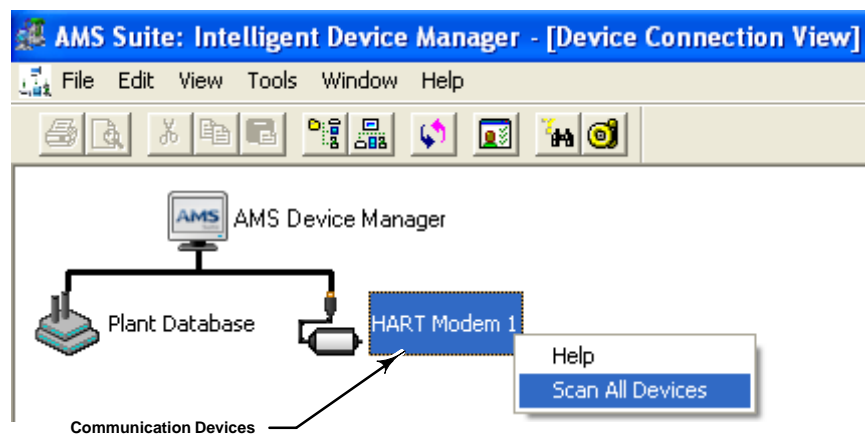 AMS Suite: Intelligent Device Manager - [Device Connection View]
File Edit View Tools Window Help
AMS
AMS Device Manager
Plant Database
HART Modem 1
Help
Scan All Devices
Communication Devices